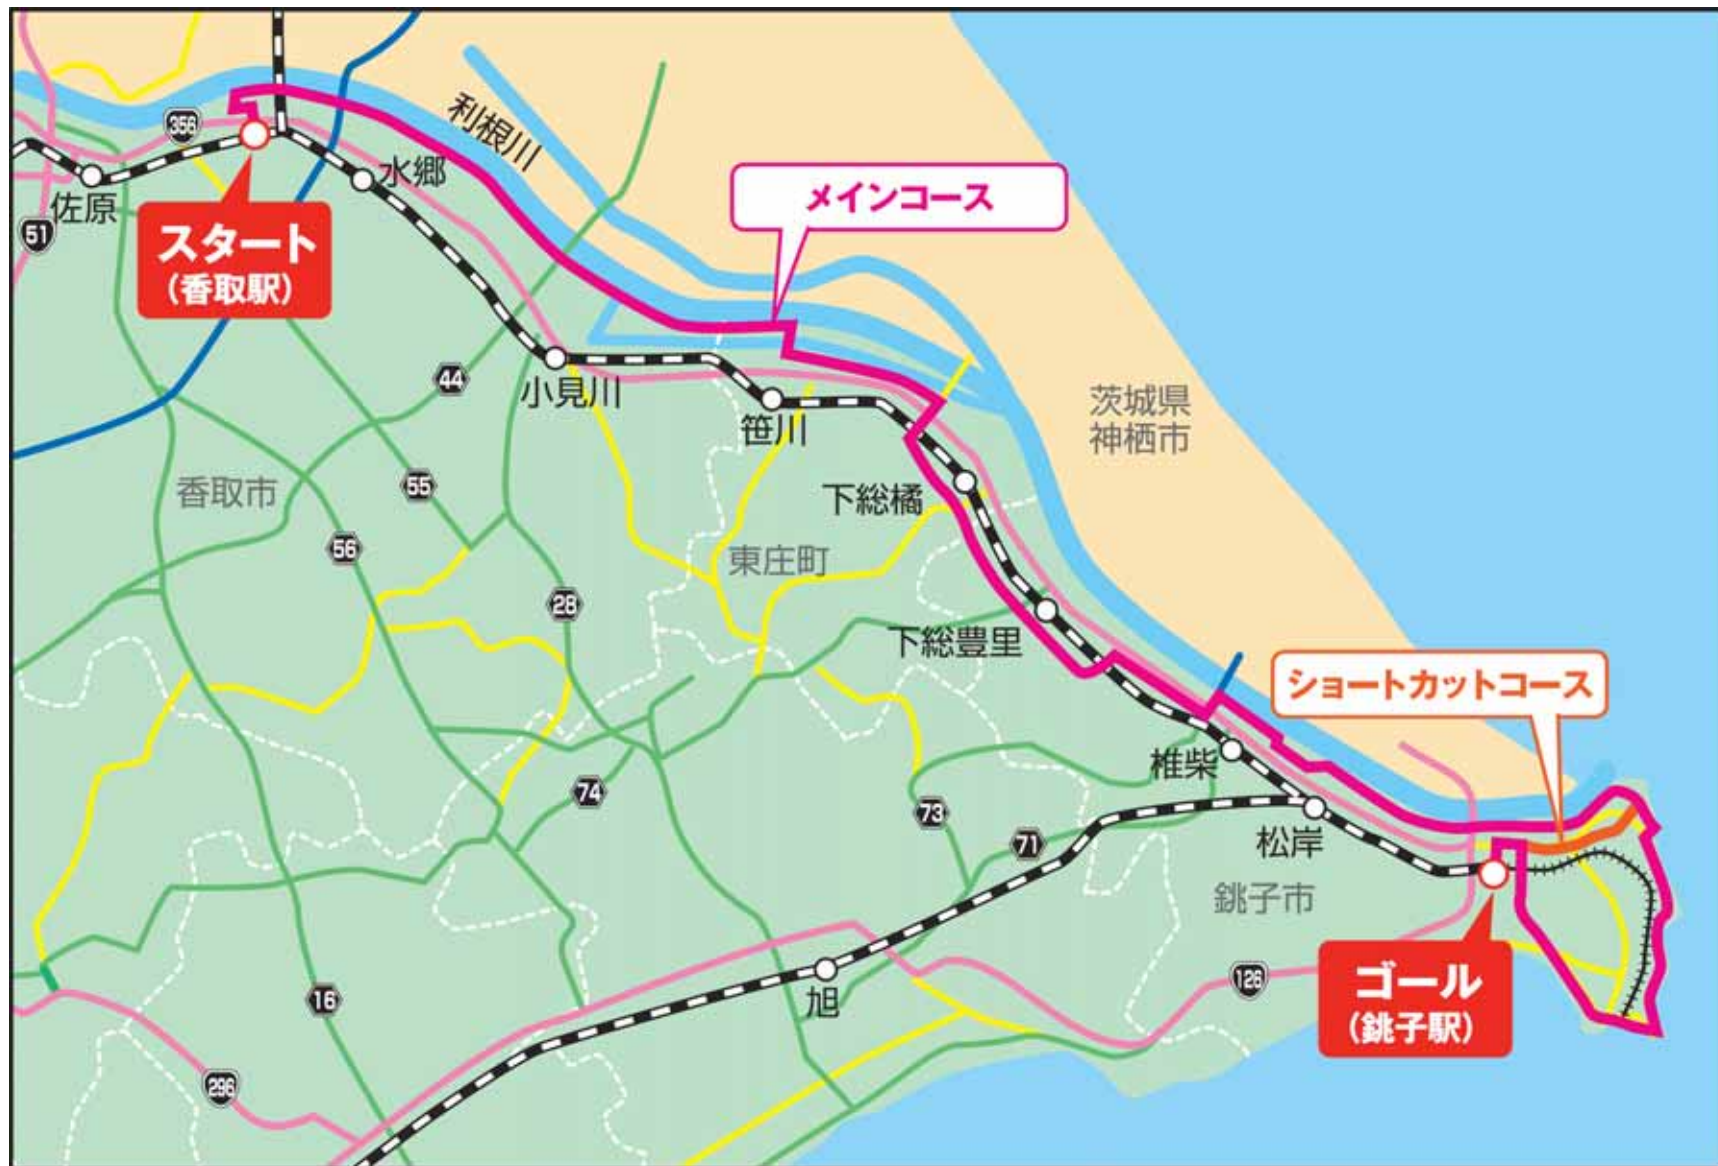 356
利根川
水郷
佐原
51
スタート
(香取駅)
メインコース
44
小見川
笹川
茨城県
神栖市
香取市
55
下総橘
56
東庄町
28
下総豊里
ショートカットコース
椎柴
74
73
71
松岸
銚子市
126
ゴール
(銚子駅)
旭
16
296